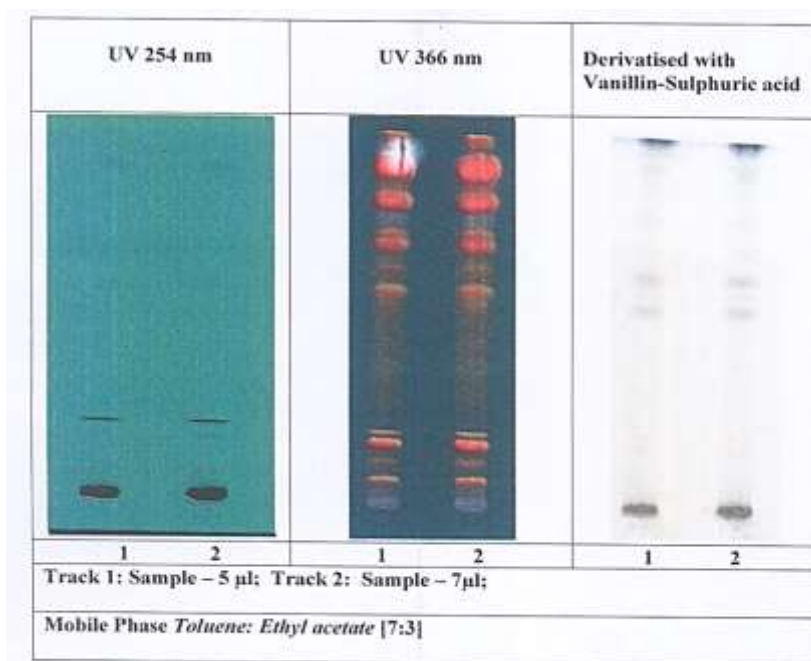 UV 254 nm
UV 366 nm
Derivatised with
Vanillin-Sulphuric acid
1 2
1 2
1 2
Track 1: Sample – 5 µl; Track 2: Sample – 7µl;
Mobile Phase Toluene: Ethyl acetate [7:3]